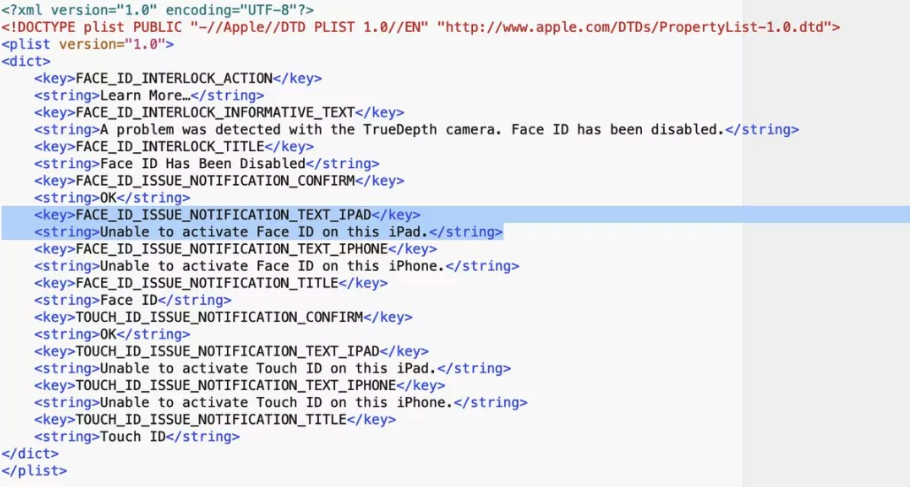 <?xml version="1.0" encoding="UTF-8"?>
<!DOCTYPE plist PUBLIC "-//Apple//DTD PLIST 1.0//EN" "http://www.apple.com/DTDs/PropertyList-1.0.dtd">
<plist version="1.0">
<dict>
<key>FACE_ID_INTERLOCK_ACTION</key>
<string>Learn More…</string>
<key>FACE_ID_INTERLOCK_INFORMATIVE_TEXT</key>
<string>A problem was detected with the TrueDepth camera. Face ID has been disabled.</string>
<key>FACE_ID_INTERLOCK_TITLE</key>
<string>Face ID Has Been Disabled</string>
<key>FACE_ID_ISSUE_NOTIFICATION_CONFIRM</key>
<string>OK</string>
<key>FACE_ID_ISSUE_NOTIFICATION_TEXT_IPAD</key>
<string>Unable to activate Face ID on this iPad.</string>
<key>FACE_ID_ISSUE_NOTIFICATION_TEXT_IPHONE</key>
<string>Unable to activate Face ID on this iPhone.</string>
<key>FACE_ID_ISSUE_NOTIFICATION_TITLE</key>
<string>Face ID</string>
<key>TOUCH_ID_ISSUE_NOTIFICATION_CONFIRM</key>
<string>OK</string>
<key>TOUCH_ID_ISSUE_NOTIFICATION_TEXT_IPAD</key>
<string>Unable to activate Touch ID on this iPad.</string>
<key>TOUCH_ID_ISSUE_NOTIFICATION_TEXT_IPHONE</key>
<string>Unable to activate Touch ID on this iPhone.</string>
<key>TOUCH_ID_ISSUE_NOTIFICATION_TITLE</key>
<string>Touch ID</string>
</dict>
</plist>